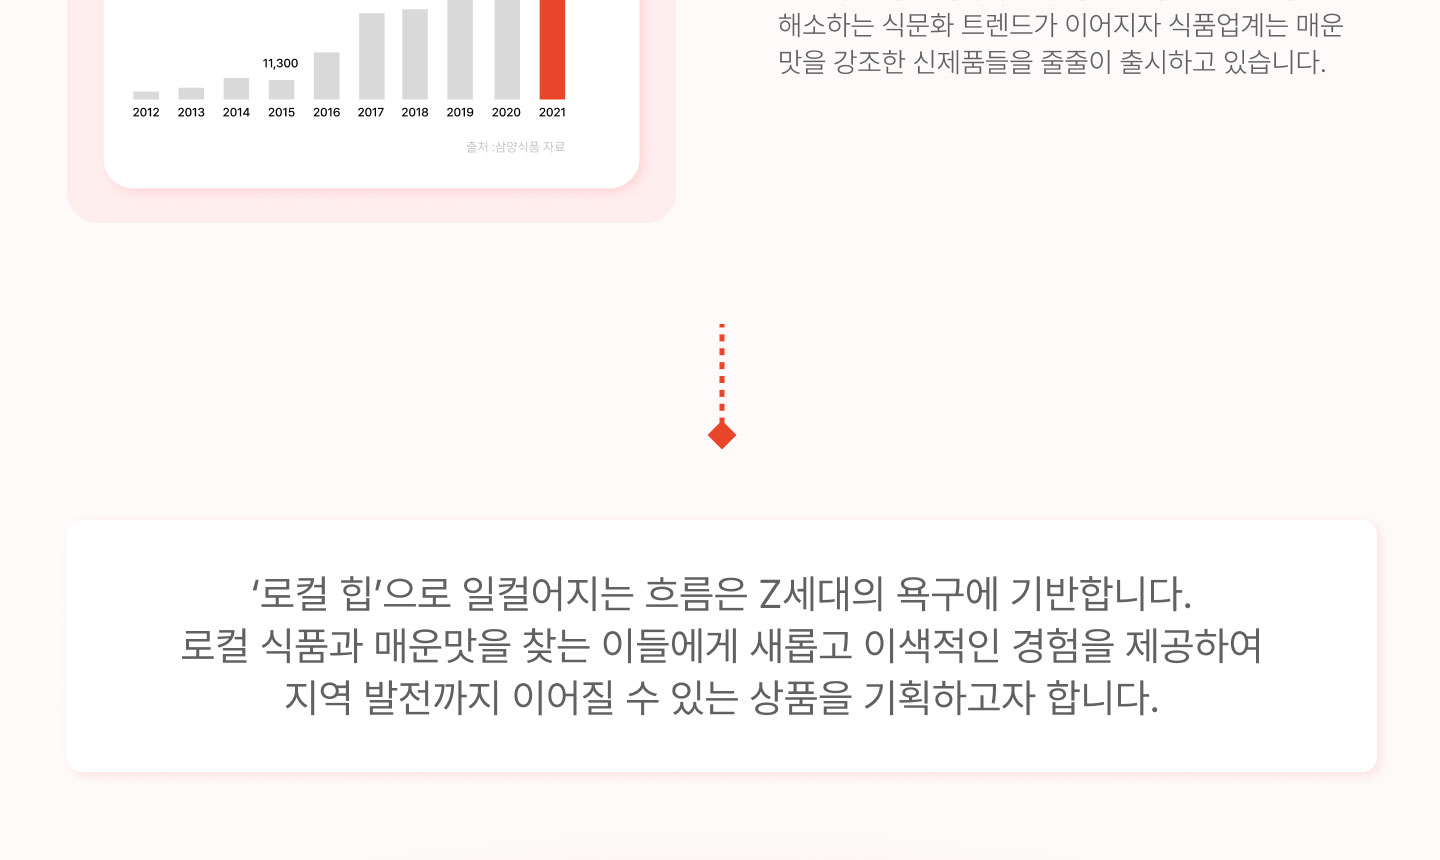 해소하는 식문화 트렌드가 이어지자 식품업계는 매운
맛을 강조한 신제품들을 줄줄이 출시하고 있습니다.
11,300
2012 2013 2014 2015 2016 2017 2018 2019 2020 2021
출처 :삼양식품 자료
‘로컬 힙’으로 일컬어지는 흐름은 Z세대의 욕구에 기반합니다.
로컬 식품과 매운맛을 찾는 이들에게 새롭고 이색적인 경험을 제공하여
지역 발전까지 이어질 수 있는 상품을 기획하고자 합니다.